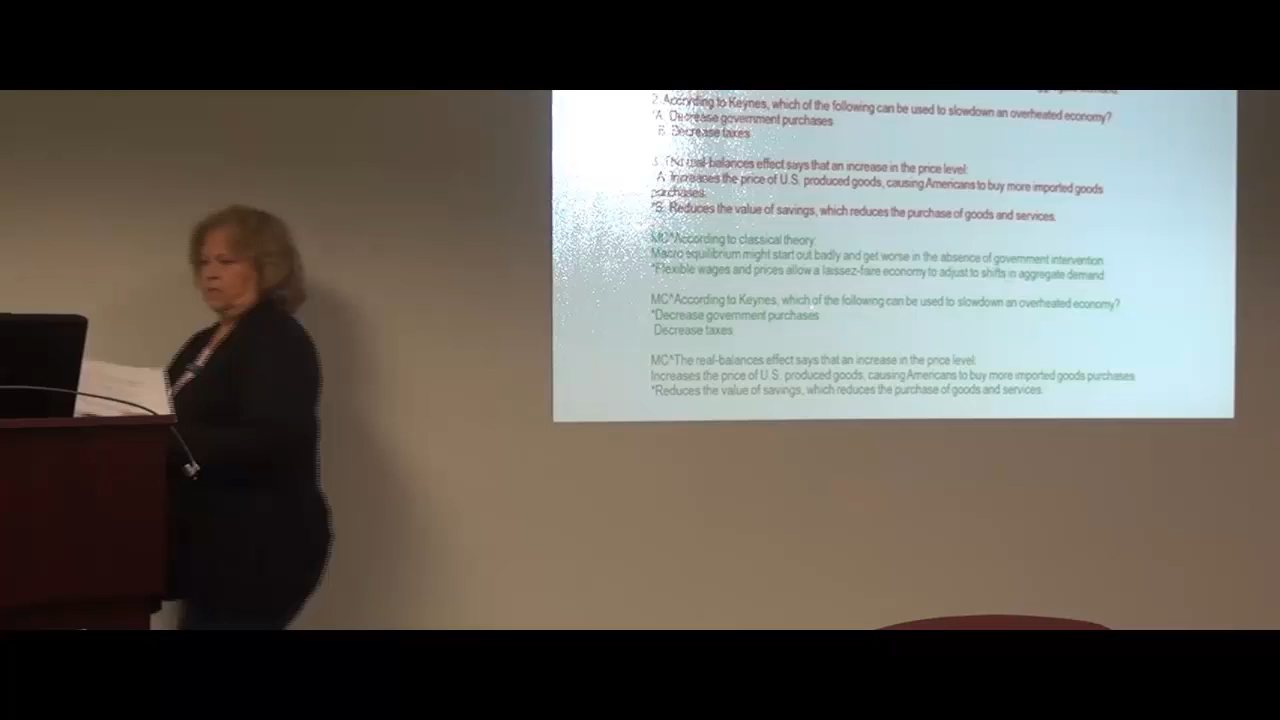 2. According to Keynes, which of the following can be used to slowdown an overheated economy?
*A. Decrease government purchases
B. Decrease taxes
3. The real-balances effect says that an increase in the price level:
A. Increases the price of U.S. produced goods, causing Americans to buy more imported goods
purchases.
*B. Reduces the value of savings, which reduces the purchase of goods and services.
MC^According to classical theory:
Macro equilibrium might start out badly and get worse in the absence of government intervention
*Flexible wages and prices allow a laissez-faire economy to adjust to shifts in aggregate demand
MC^According to Keynes, which of the following can be used to slowdown an overheated economy?
*Decrease government purchases
Decrease taxes
MC^The real-balances effect says that an increase in the price level:
Increases the price of U.S. produced goods, causing Americans to buy more imported goods purchases.
*Reduces the value of savings, which reduces the purchase of goods and services.